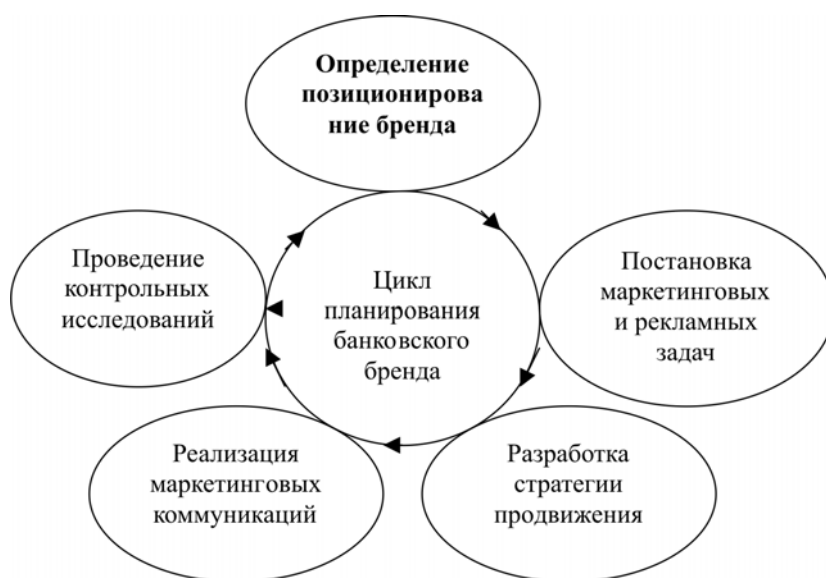 Определение
позиционирова
ние бренда
Постановка
маркетинговых
и рекламных
задач
Разработка
стратегии
продвижения
Реализация
маркетинговых
коммуникаций
Проведение
контрольных
исследований
Цикл
планирования
банковского
бренда